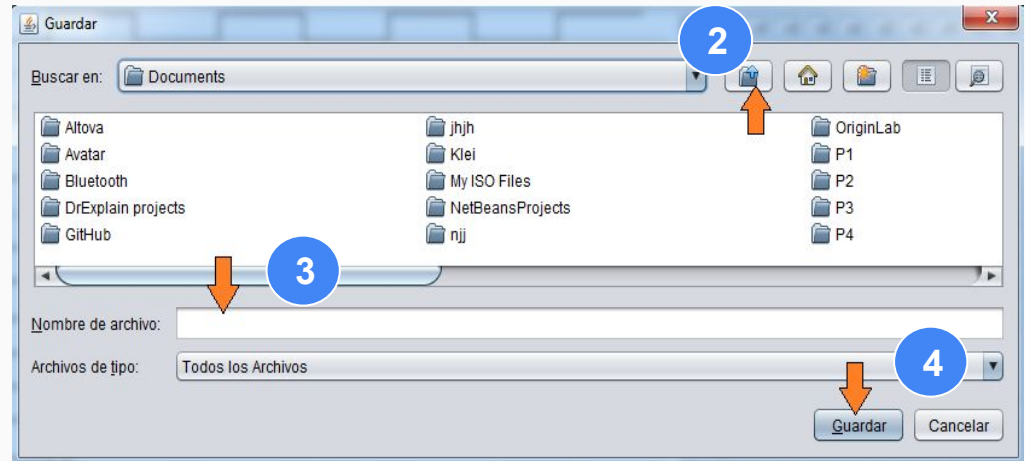 Guardar
2
Buscar en: Documents
Altova jhjh OriginLab
Avatar Klei P1
Bluetooth My ISO Files P2
DrExplain projects NetBeansProjects P3
GitHub njj P4
3
Nombre de archivo:
Archivos de tipo: Todos los Archivos
4
Guardar Cancelar